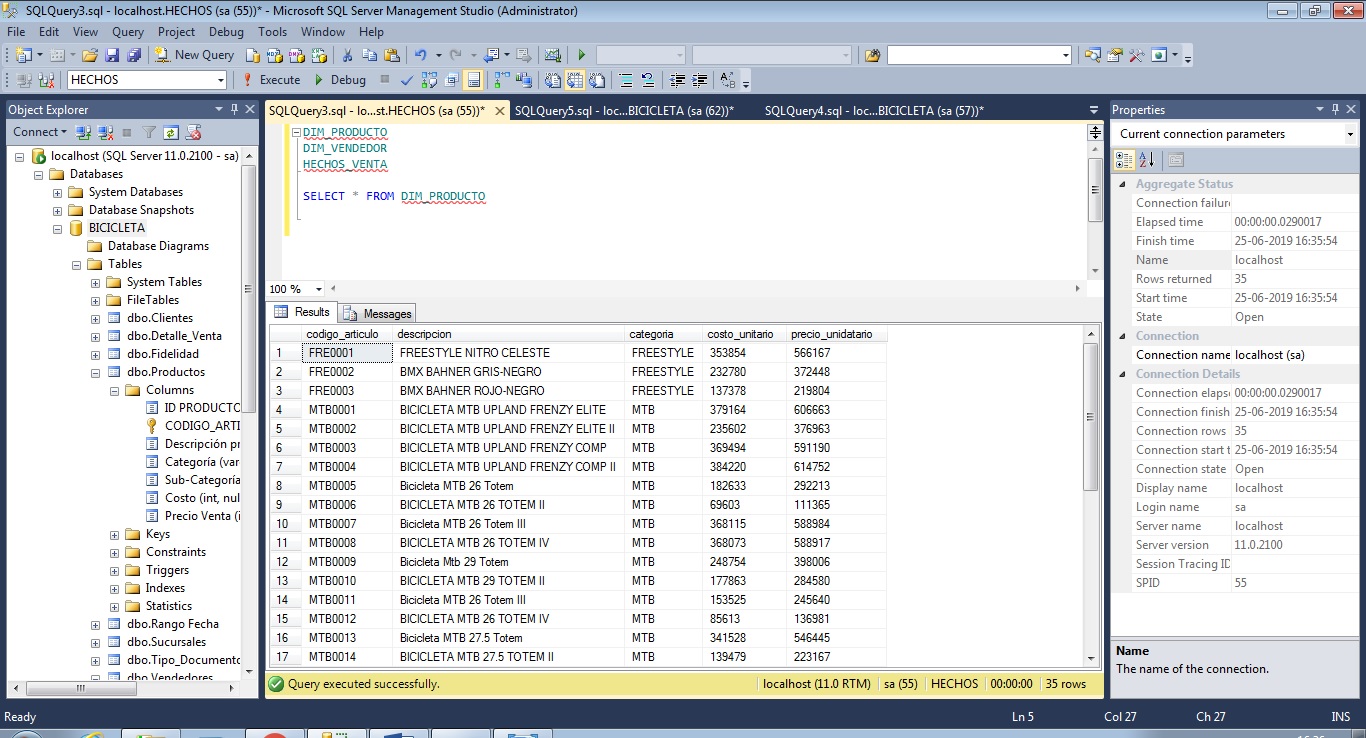 SQLQuery3.sql - localhost.HECHOS (sa (55))* - Microsoft SQL Server Management Studio (Administrator)
File Edit View Query Project Debug Tools Window Help
New Query
HECHOS Execute Debug
Object Explorer
Connect
localhost (SQL Server 11.0.2100 - sa)
Databases
System Databases
Database Snapshots
BICICLETA
Database Diagrams
Tables
System Tables
FileTables
dbo.Clientes
dbo.Detalle_Venta
dbo.Fidelidad
dbo.Productos
Columns
ID PRODUCTO
CODIGO_ARTI
Descripción pr
Categoría (var
Sub-Categoría
Costo (int, nul
Precio Venta (i
Keys
Constraints
Triggers
Indexes
Statistics
dbo.Rango Fecha
dbo.Sucursales
dbo.Tipo_Documento
dbo.Vendedores
SQLQuery3.sql - lo...st.HECHOS (sa (55))* SQLQuery5.sql - loc...BICICLETA (sa (62))* SQLQuery4.sql - loc...BICICLETA (sa (57))*
DIM_PRODUCTO
DIM_VENDEDOR
HECHOS_VENTA
SELECT * FROM DIM_PRODUCTO
100 %
Results Messages
codigo_articulo descripcion categoria costo_unitario precio_unidatario
1 FRE0001 FREESTYLE NITRO CELESTE FREESTYLE 353854 566167
2 FRE0002 BMX BAHNER GRIS-NEGRO FREESTYLE 232780 372448
3 FRE0003 BMX BAHNER ROJO-NEGRO FREESTYLE 137378 219804
4 MTB0001 BICICLETA MTB UPLAND FRENZY ELITE MTB 379164 606663
5 MTB0002 BICICLETA MTB UPLAND FRENZY ELITE II MTB 235602 376963
6 MTB0003 BICICLETA MTB UPLAND FRENZY COMP MTB 369494 591190
7 MTB0004 BICICLETA MTB UPLAND FRENZY COMP II MTB 384220 614752
8 MTB0005 Bicicleta MTB 26 Totem MTB 182633 292213
9 MTB0006 BICICLETA MTB 26 TOTEM II MTB 69603 111365
10 MTB0007 Bicicleta MTB 26 Totem III MTB 368115 588984
11 MTB0008 BICICLETA MTB 26 TOTEM IV MTB 368073 588917
12 MTB0009 Bicicleta Mtb 29 Totem MTB 248754 398006
13 MTB0010 BICICLETA MTB 29 TOTEM II MTB 177863 284580
14 MTB0011 Bicicleta MTB 26 Totem III MTB 153525 245640
15 MTB0012 BICICLETA MTB 26 TOTEM IV MTB 85613 136981
16 MTB0013 Bicicleta MTB 27.5 Totem MTB 341528 546445
17 MTB0014 BICICLETA MTB 27.5 TOTEM II MTB 139479 223167
Query executed successfully. localhost (11.0 RTM) sa (55) HECHOS 00:00:00 35 rows
Properties
Current connection parameters
Aggregate Status
Connection failure
Elapsed time 00:00:00.0290017
Finish time 25-06-2019 16:35:54
Name localhost
Rows returned 35
Start time 25-06-2019 16:35:54
State Open
Connection
Connection name localhost (sa)
Connection Details
Connection elapse 00:00:00.0290017
Connection finish 25-06-2019 16:35:54
Connection rows 35
Connection start t 25-06-2019 16:35:54
Connection state Open
Display name localhost
Login name sa
Server name localhost
Server version 11.0.2100
Session Tracing ID
SPID 55
Name
The name of the connection.
Ready Ln 5 Col 27 Ch 27 INS